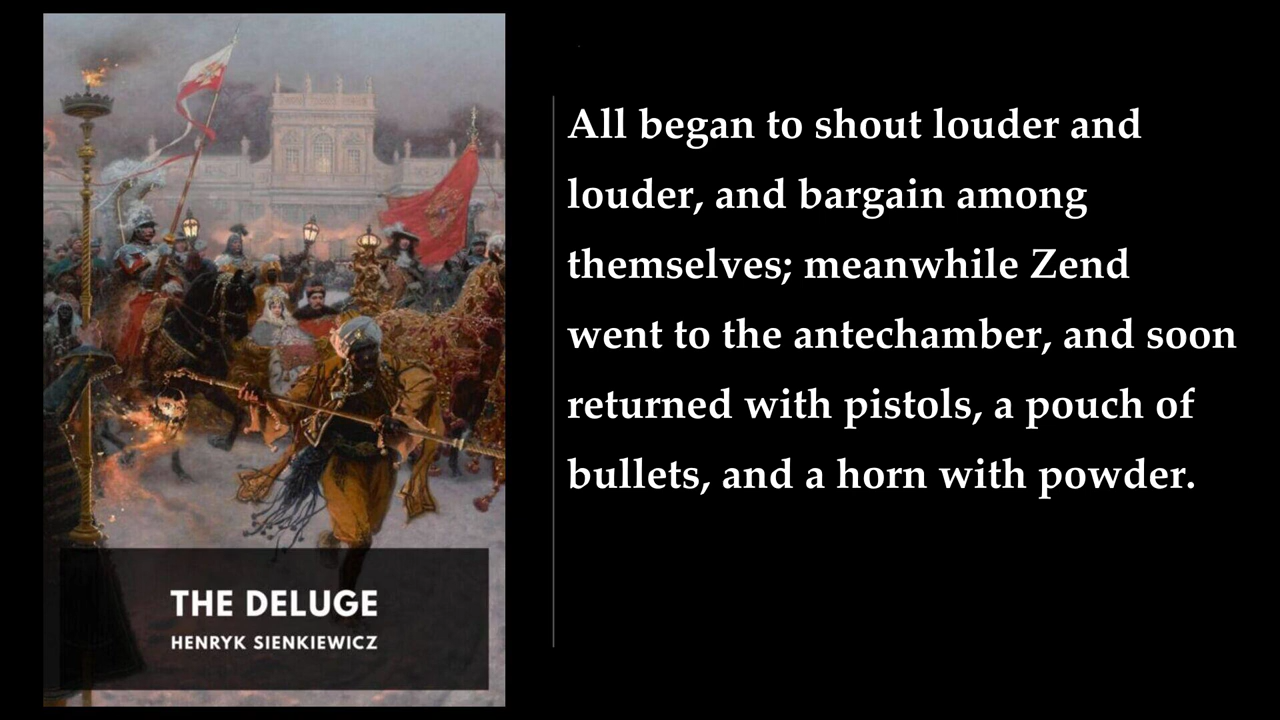 THE DELUGE
HENRYK SIENKIEWICZ
All began to shout louder and
louder, and bargain among
themselves; meanwhile Zend
went to the antechamber, and soon
returned with pistols, a pouch of
bullets, and a horn with powder.